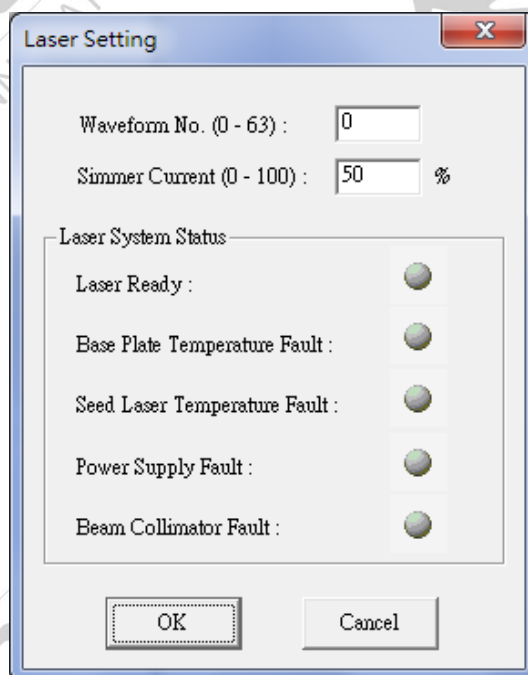 Laser Setting
Waveform No. (0 - 63) : 0
Simmer Current (0 - 100) : 50 %
Laser System Status
Laser Ready :
Base Plate Temperature Fault :
Seed Laser Temperature Fault :
Power Supply Fault :
Beam Collimator Fault :
OK Cancel